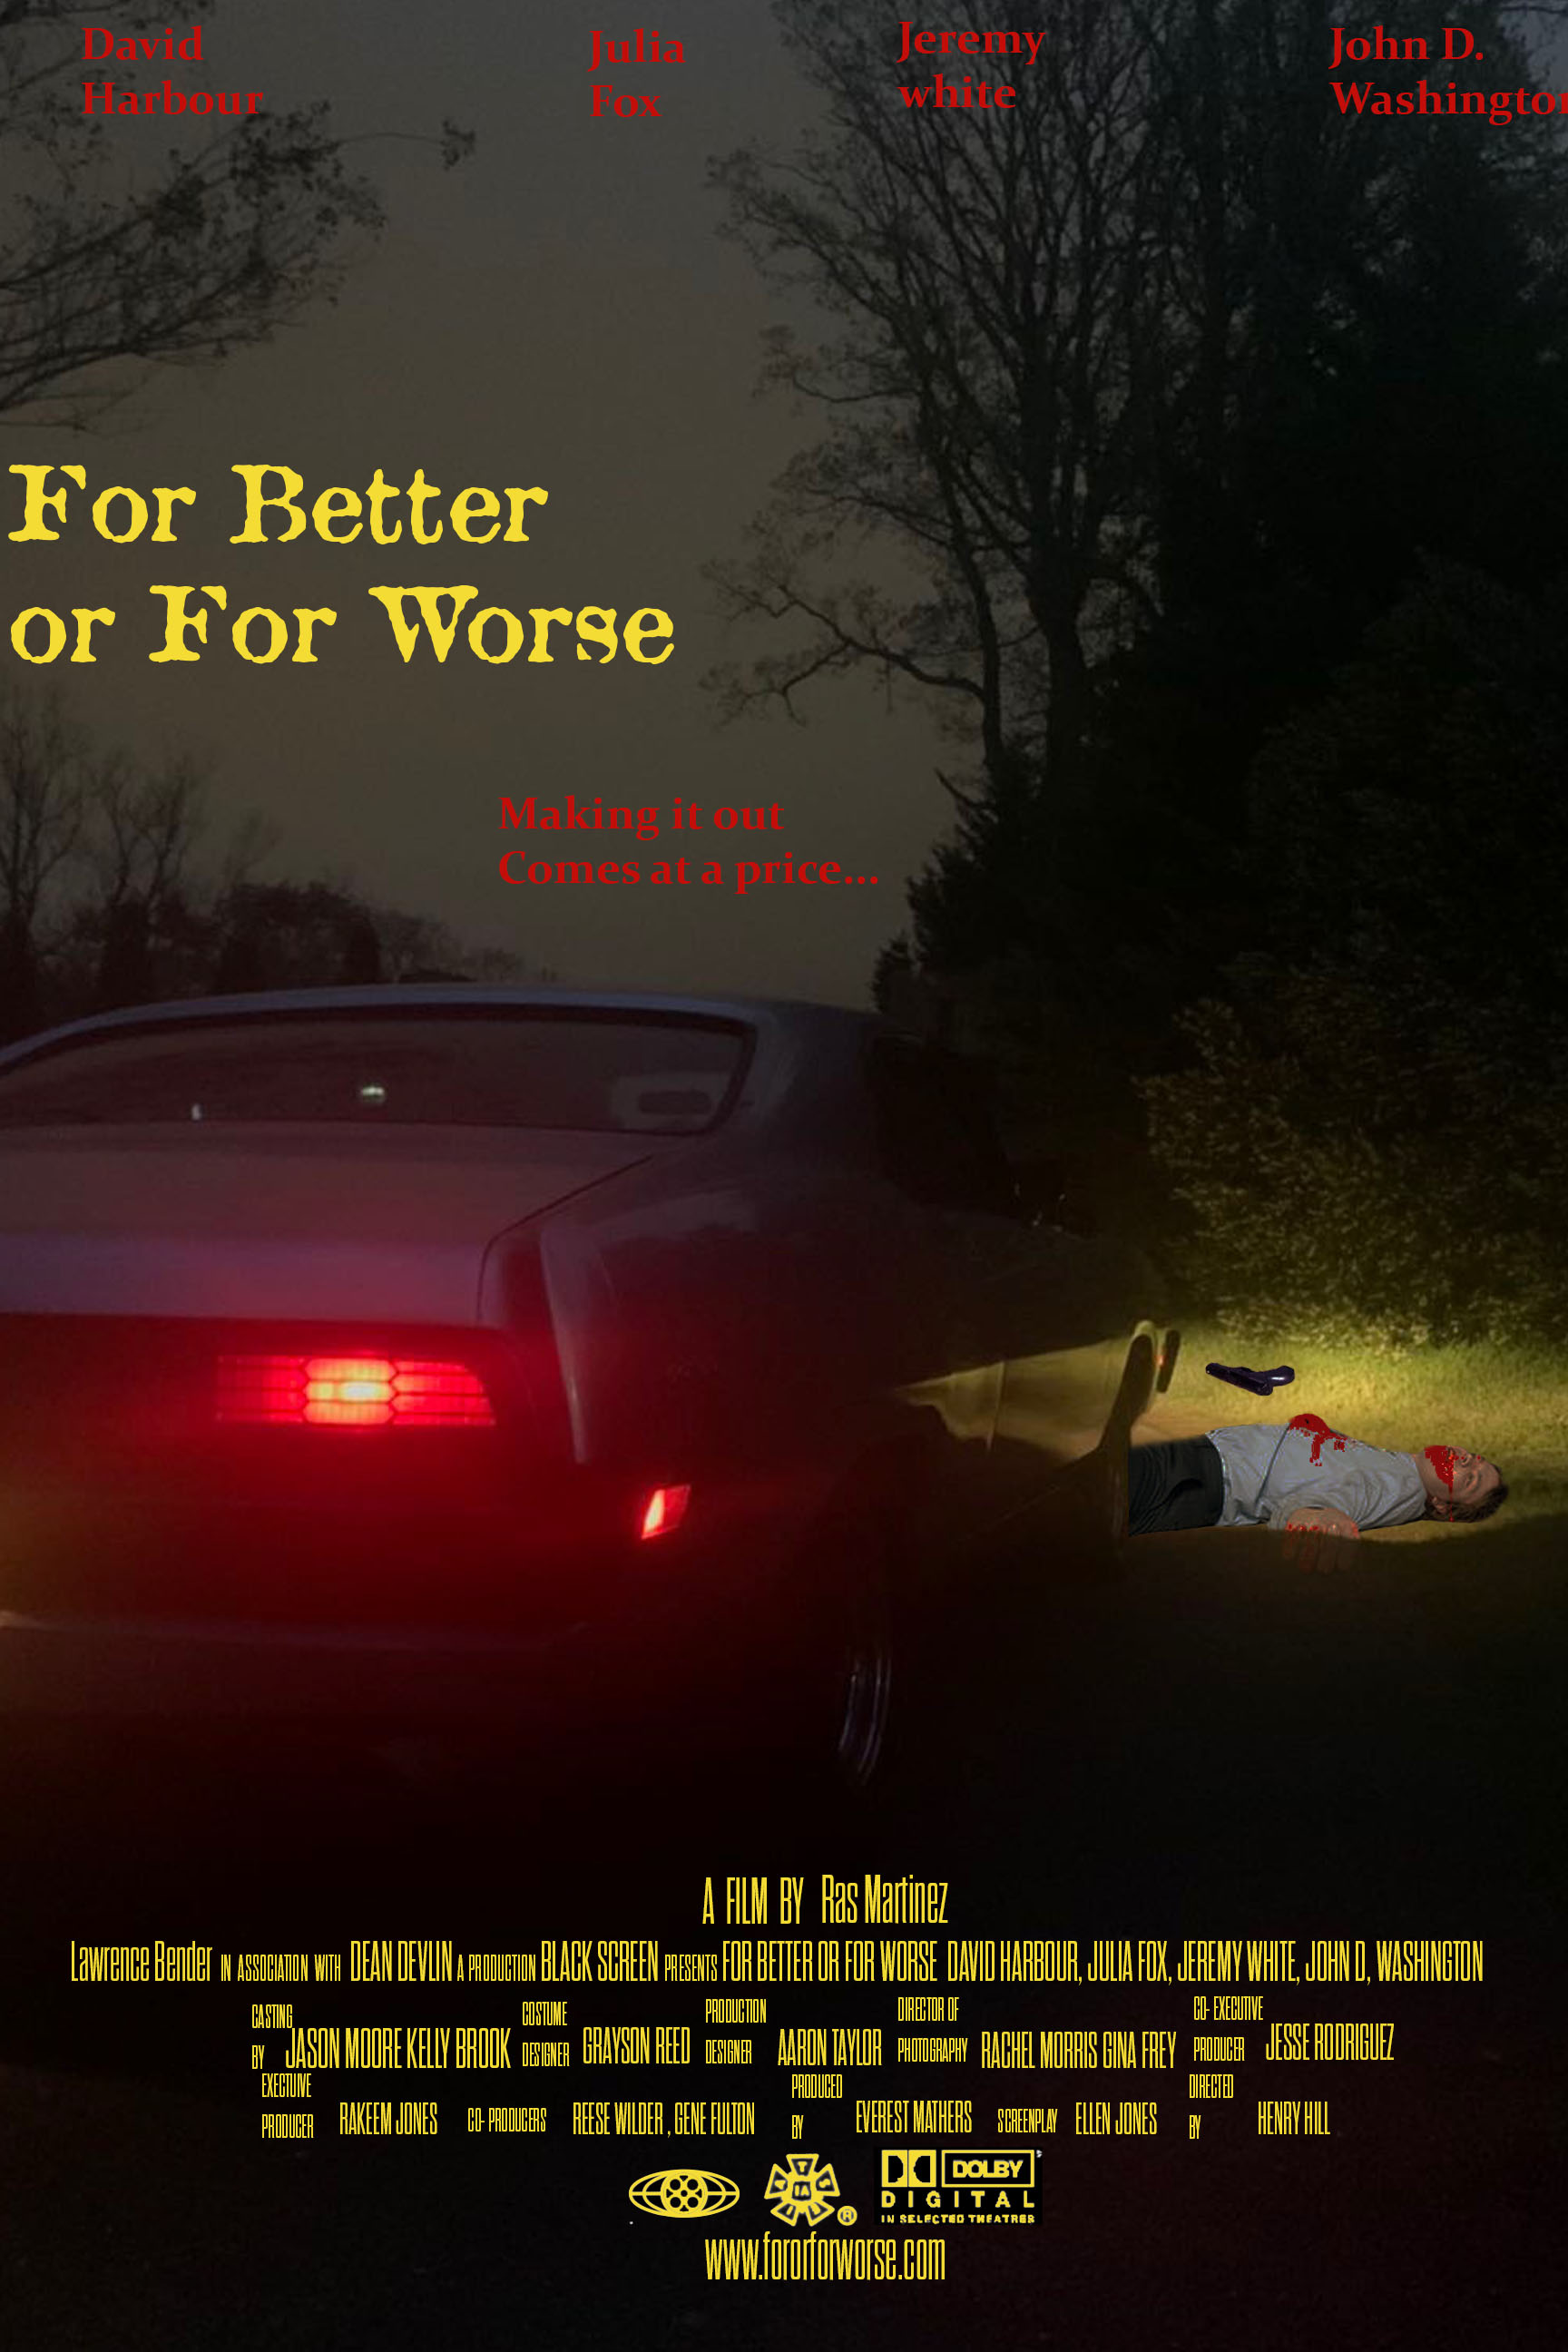 David
Harbour
Julia
Fox
Jeremy
white
John D.
Washington
For Better
or For Worse
Making it out
Comes at a price...
A FILM BY Ras Martinez
Lawrence Bender IN ASSOCIATION WITH DEAN DEVLIN A PRODUCTION BLACK SCREEN PRESENTS FOR BETTER OR FOR WORSE DAVID HARBOUR, JULIA FOX, JEREMY WHITE, JOHN D, WASHINGTON
CASTING
BY JASON MOORE KELLY BROOK
COSTUME
DESIGNER GRAYSON REED
PRODUCTION
DESIGNER AARON TAYLOR
DIRECTOR OF
PHOTOGRAPHY RACHEL MORRIS GINA FREY
CO- EXECUTIVE
PRODUCER JESSE RODRIGUEZ
EXECTUIVE
PRODUCER RAKEEM JONES
CO- PRODUCERS REESE WILDER , GENE FULTON
PRODUCED
BY EVEREST MATHERS
SCREENPLAY ELLEN JONES
DIRECTED
BY HENRY HILL
I A T S E
IA
®
DOLBY
DIGITAL
IN SELECTED THEATRES
www.fororforworse.com